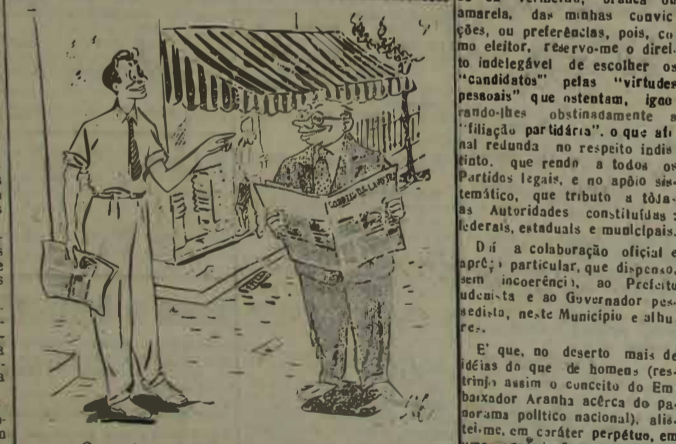 amarela, das minhas convic
ções, ou preferências, pois, co
mo eleitor, reservo-me o direi-
to indelegável de escolher os
"candidatos" pelas "virtudes
pessoais" que ostentam, igno
rando-lhes obstinadamente a
"filiação partidária". o que afi
nal redunda no respeito indis
tinto, que rendo a todos os
Partidos legais, e no apôio sis-
temático, que tributo a tôda-
as Autoridades constituídas :
federais, estaduais e municipais.
Daí a colaboração oficial e
aprêço particular, que dispenso,
sem incoerência, ao Prefeito
udenista e ao Governador pes-
sedista, neste Município e alhu
res.
E' que, no deserto mais de
idéias do que de homens (res-
trinjo assim o conceito do Em
baixador Aranha acêrca do pa-
norama político nacional), alis-
tei-me, em caráter perpétuo, em